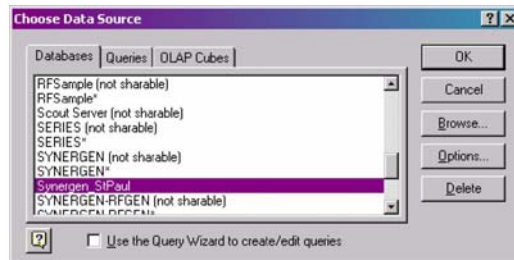 Choose Data Source
Databases
Queries
OLAP Cubes
RFSample (not sharable)
RFSample*
Scout Server (not sharable)
SERIES (not sharable)
SERIES*
SYNERGEN (not sharable)
SYNERGEN*
Synergen_StPaul
SYNERGEN-RFGEN (not sharable)
SYNERGEN-RFGEN*
OK
Cancel
Browse...
Options...
Delete
?
Use the Query Wizard to create/edit queries